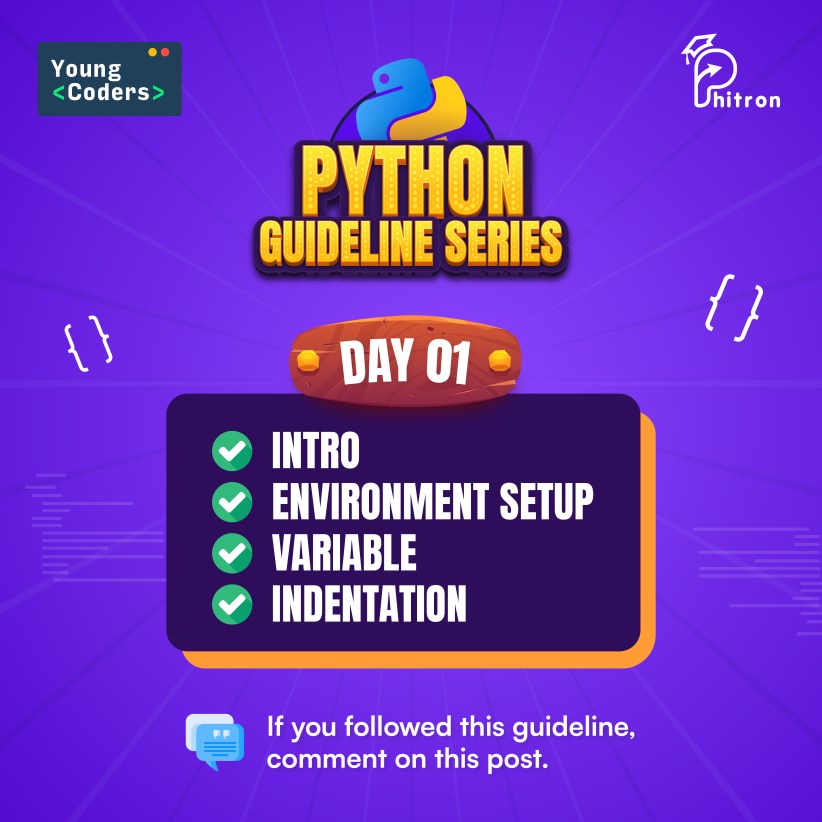 Young
<Coders>
Phitron
PYTHON
GUIDELINE SERIES
{ }
{ }
DAY 01
INTRO
ENVIRONMENT SETUP
VARIABLE
INDENTATION
If you followed this guideline,
comment on this post.